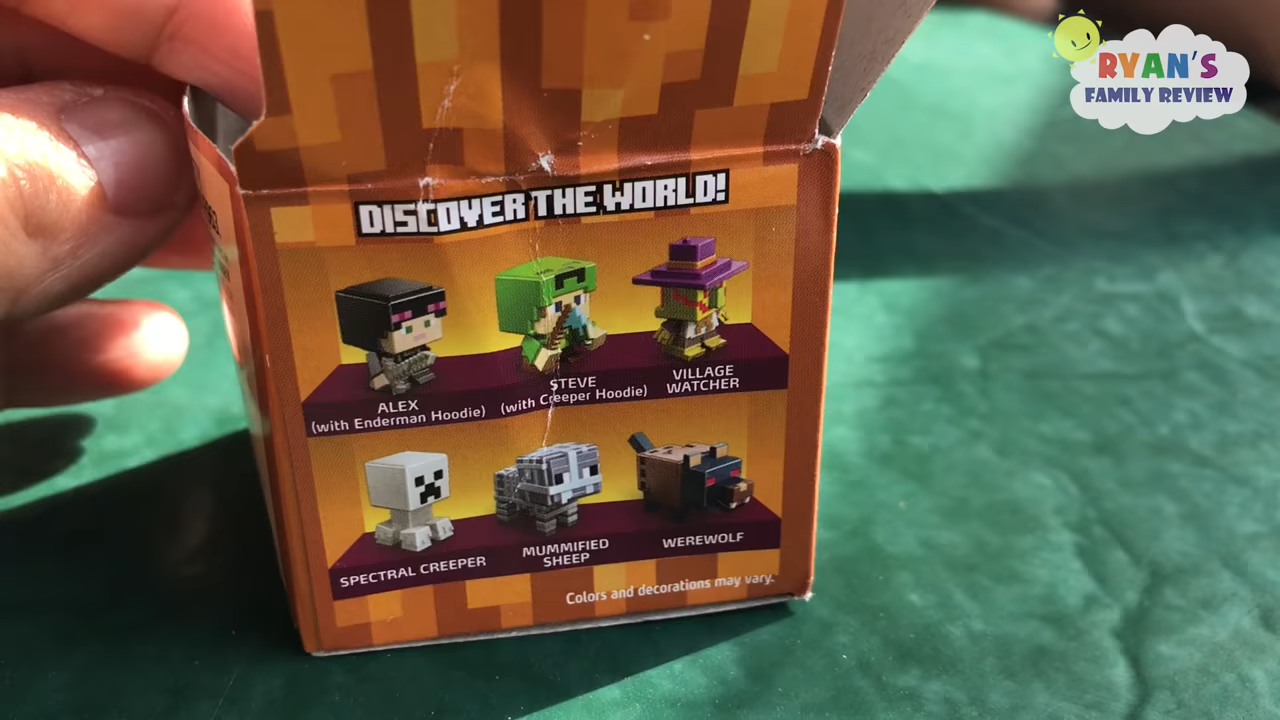 RYAN'S
FAMILY REVIEW
DISCOVER THE WORLD!
ALEX
(with Enderman Hoodie)
STEVE
(with Creeper Hoodie)
VILLAGE
WATCHER
SPECTRAL CREEPER
MUMMIFIED
SHEEP
WEREWOLF
Colors and decorations may vary.